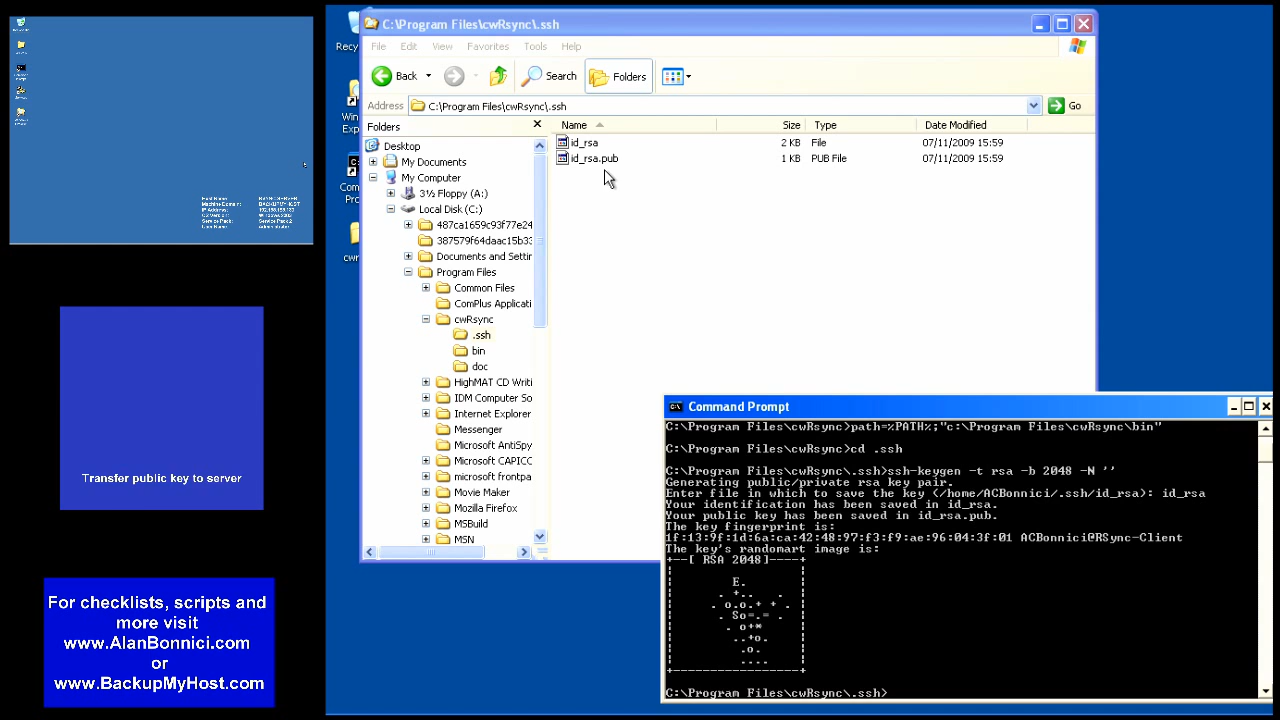 C:\Program Files\cwRsync\.ssh
File Edit View Favorites Tools Help
Back Search Folders
Address C:\Program Files\cwRsync\.ssh Go
Folders
Name Size Type Date Modified
id_rsa 2 KB File 07/11/2009 15:59
id_rsa.pub 1 KB PUB File 07/11/2009 15:59
Desktop
My Documents
My Computer
3½ Floppy (A:)
Local Disk (C:)
487ca1659c93f77e24
387579f64daac15b33
Documents and Settin
Program Files
Common Files
ComPlus Applicati
cwRsync
.ssh
bin
doc
HighMAT CD Writi
IDM Computer So
Internet Explorer
Messenger
Microsoft AntiSpy
Microsoft CAPICC
microsoft frontpa
Movie Maker
Mozilla Firefox
MSBuild
MSN
Recy
Win
Exp
Com
Pro
cw
Transfer public key to server
For checklists, scripts and
more visit
www.AlanBonnici.com
or
www.BackupMyHost.com
Command Prompt
C:\Program Files\cwRsync>path=%PATH%;"c:\Program Files\cwRsync\bin"
C:\Program Files\cwRsync>cd .ssh
C:\Program Files\cwRsync\.ssh>ssh-keygen -t rsa -b 2048 -N ''
Generating public/private rsa key pair.
Enter file in which to save the key (/home/ACBonnici/.ssh/id_rsa): id_rsa
Your identification has been saved in id_rsa.
Your public key has been saved in id_rsa.pub.
The key fingerprint is:
1f:13:9f:1d:6a:ca:42:48:97:f3:f9:ae:96:04:3f:01 ACBonnici@RSync-Client
The key's randomart image is:
+--[ RSA 2048]----+
| |
| E. |
| . +.. . |
| . o.o.+ + . |
| . So=.= . |
| . o+* |
| ..+o. |
| .o. |
| .... |
+-----------------+
C:\Program Files\cwRsync\.ssh>